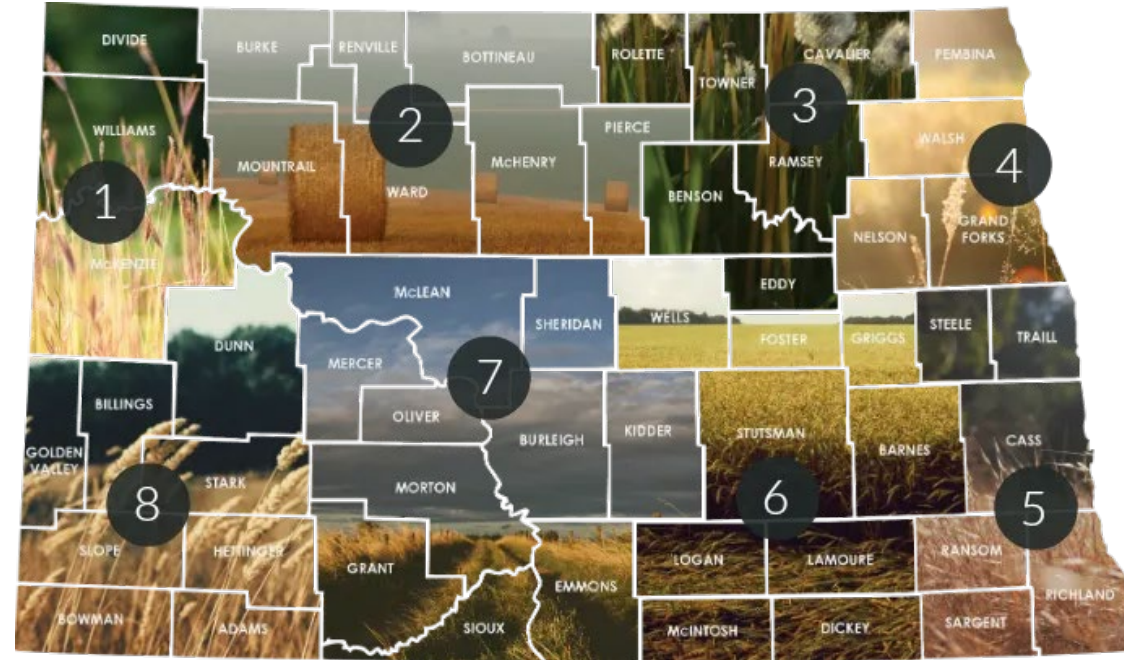 DIVIDE
BURKE
RENVILLE
BOTTINEAU
ROLETTE
TOWNER
CAVALIER
PEMBINA
WILLIAMS
MOUNTRAIL
2
WARD
McHENRY
PIERCE
3
BENSON
RAMSEY
WALSH
4
1
McKENZIE
NELSON
GRAND
FORKS
DUNN
McLEAN
MERCER
SHERIDAN
WELLS
EDDY
FOSTER
GRIGGS
STEELE
TRAILL
7
OLIVER
BILLINGS
GOLDEN
VALLEY
STARK
8
MORTON
BURLEIGH
KIDDER
STUTSMAN
6
BARNES
CASS
5
SLOPE
HETTINGER
GRANT
EMMONS
LOGAN
LAMOURE
RANSOM
RICHLAND
BOWMAN
ADAMS
SIOUX
McINTOSH
DICKEY
SARGENT